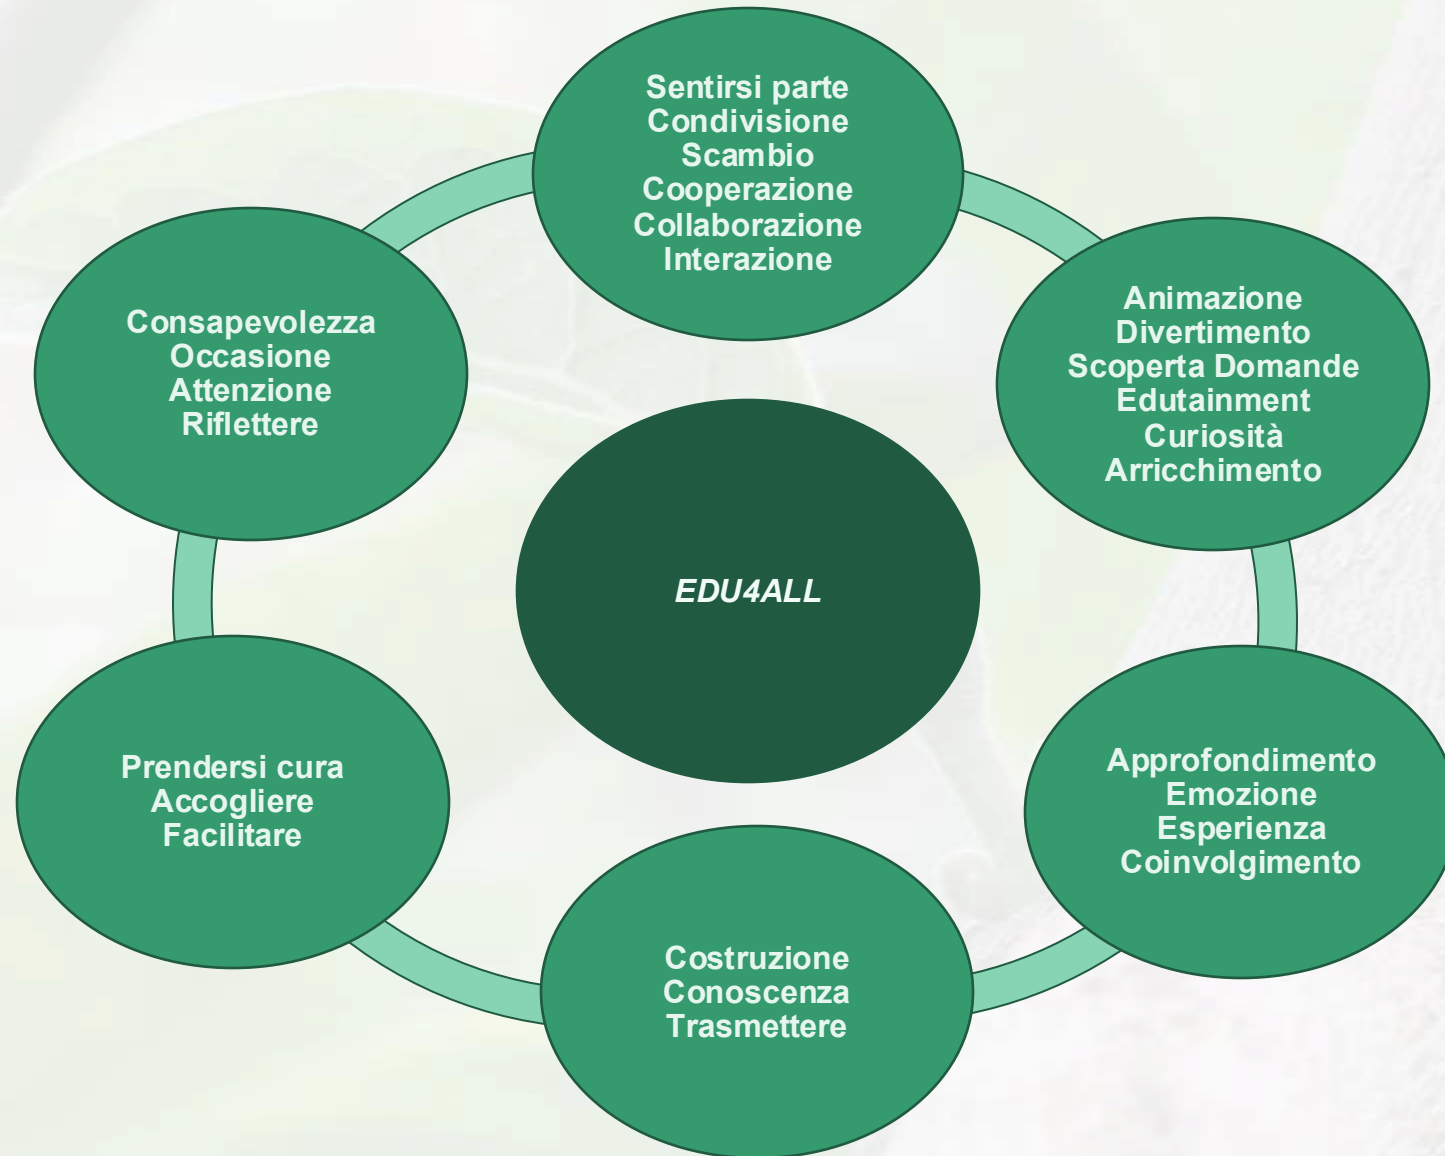 Sentirsi parte
Condivisione
Scambio
Cooperazione
Collaborazione
Interazione
Animazione
Divertimento
Scoperta Domande
Edutainment
Curiosità
Arricchimento
Approfondimento
Emozione
Esperienza
Coinvolgimento
Costruzione
Conoscenza
Trasmettere
Prendersi cura
Accogliere
Facilitare
Consapevolezza
Occasione
Attenzione
Riflettere
EDU4ALL